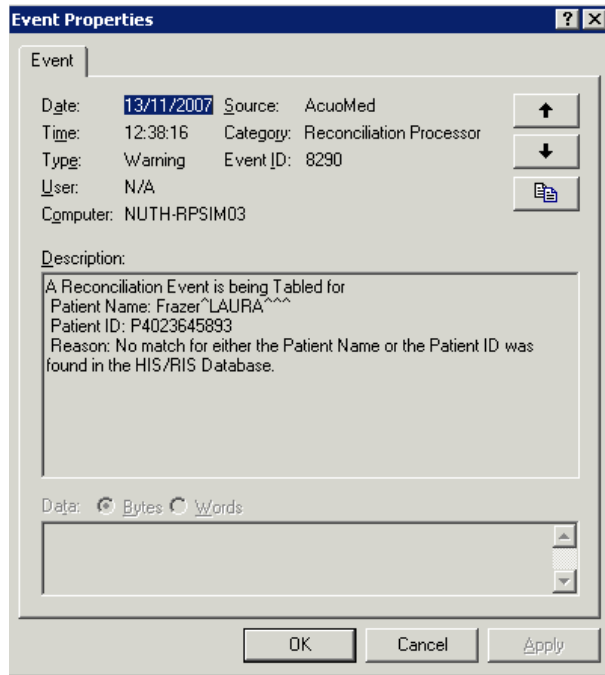 Event Properties
Event
Date: 13/11/2007 Source: AcuoMed
Time: 12:38:16 Category: Reconciliation Processor
Type: Warning Event ID: 8290
User: N/A
Computer: NUTH-RPSIM03
Description:
A Reconciliation Event is being Tabled for
Patient Name: Frazer^LAURA^^^
Patient ID: P4023645893
Reason: No match for either the Patient Name or the Patient ID was
found in the HIS/RIS Database.
Data: Bytes Words
OK Cancel Apply